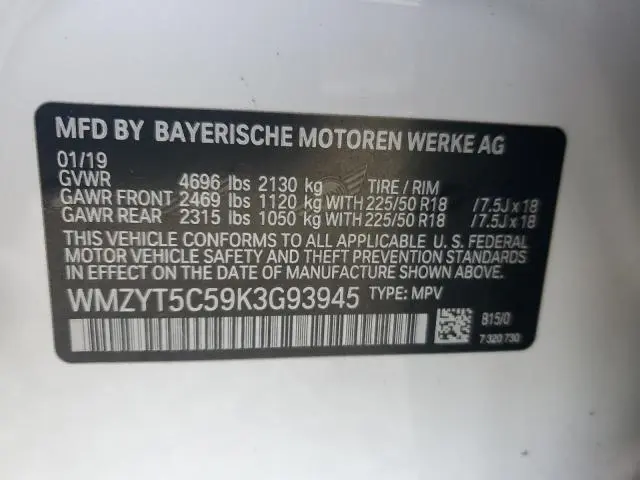 MFD BY BAYERISCHE MOTOREN WERKE AG
01/19
GVWR 4696 lbs 2130 kg TIRE / RIM
GAWR FRONT 2469 lbs 1120 kg WITH 225/50 R18 /7.5J x 18
GAWR REAR 2315 lbs 1050 kg WITH 225/50 R18 /7.5J x 18
THIS VEHICLE CONFORMS TO ALL APPLICABLE U. S. FEDERAL
MOTOR VEHICLE SAFETY AND THEFT PREVENTION STANDARDS
IN EFFECT ON THE DATE OF MANUFACTURE SHOWN ABOVE.
WMZYT5C59K3G93945 TYPE: MPV
B15/0
7 320 730